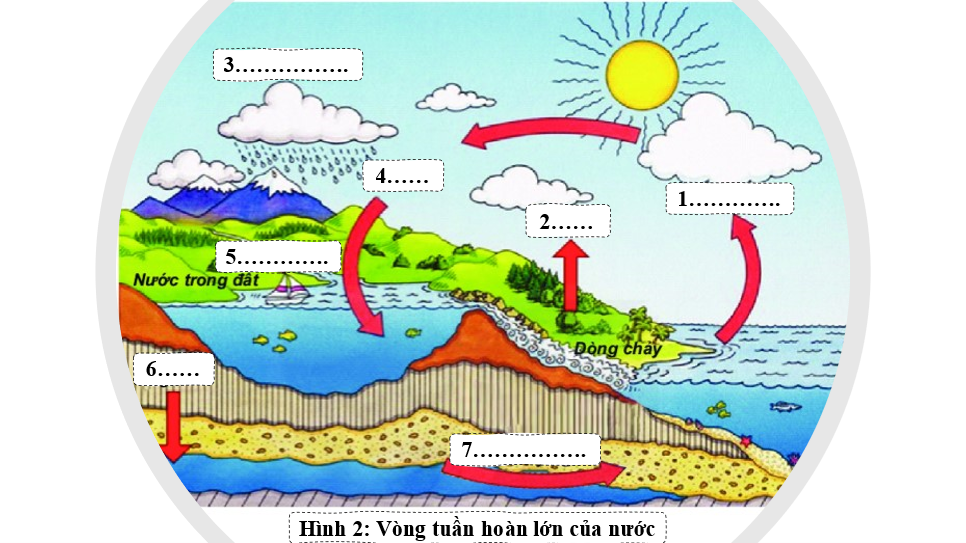 3…………….
4……
1………….
2……
5………….
Nước trong đất
Dòng chảy
6……
7…………….
Hình 2: Vòng tuần hoàn lớn của nước